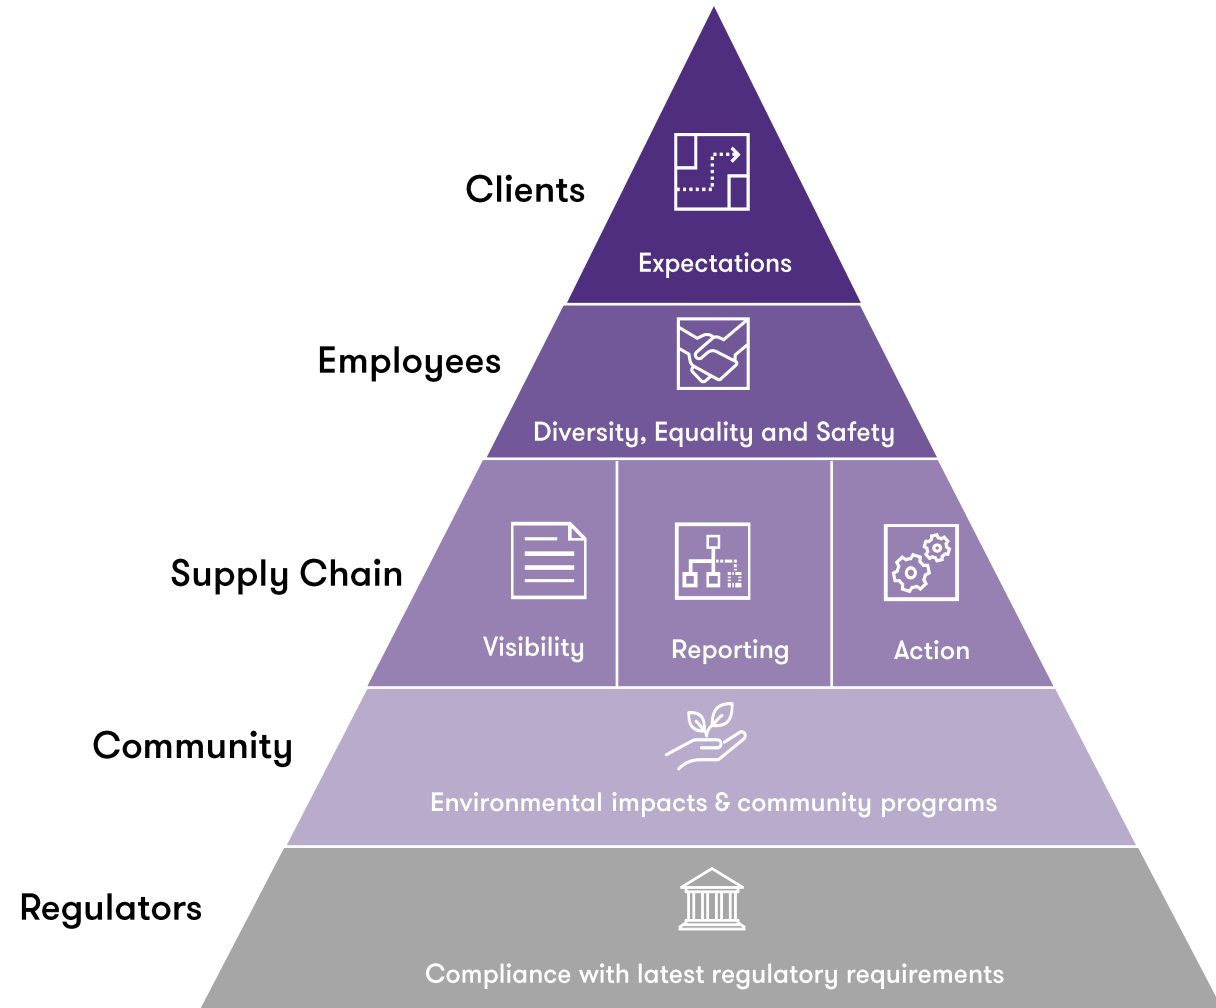 Clients
Expectations
Employees
Diversity, Equality and Safety
Supply Chain
Visibility
Reporting
Action
Community
Environmental impacts & community programs
Regulators
Compliance with latest regulatory requirements